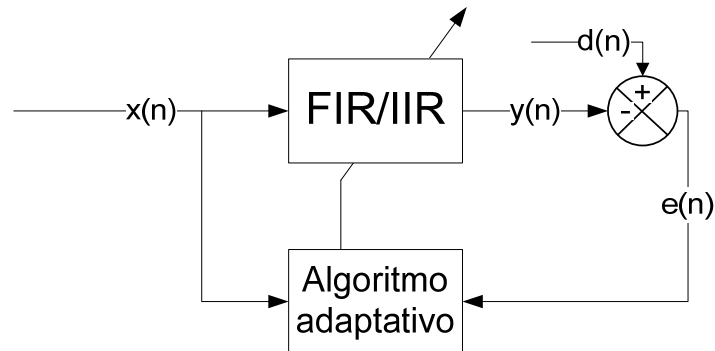 d(n)
+
x(n)
FIR/IIR
y(n)
-
e(n)
Algoritmo
adaptativo